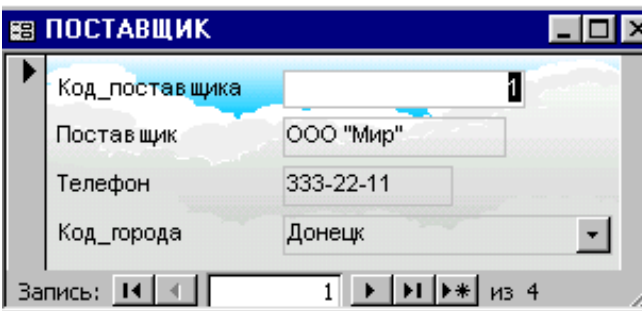 ПОСТАВЩИК
Код_поставщика 1
Поставщик ООО "Мир"
Телефон 333-22-11
Код_города Донецк
Запись: 1 из 4